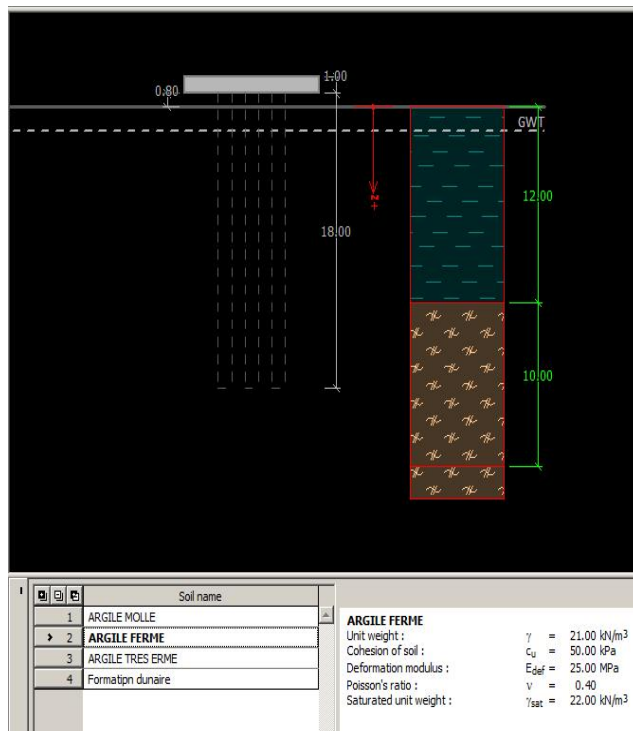 1.00
0.80
GWT
12.00
+z
18.00
10.00
Soil name
1 ARGILE MOLLE
> 2 ARGILE FERME
3 ARGILE TRES ERME
4 Formatipn dunaire
ARGILE FERME
Unit weight : γ = 21.00 kN/m³
Cohesion of soil : cu = 50.00 kPa
Deformation modulus : Edef = 25.00 MPa
Poisson's ratio : ν = 0.40
Saturated unit weight : γsat = 22.00 kN/m³